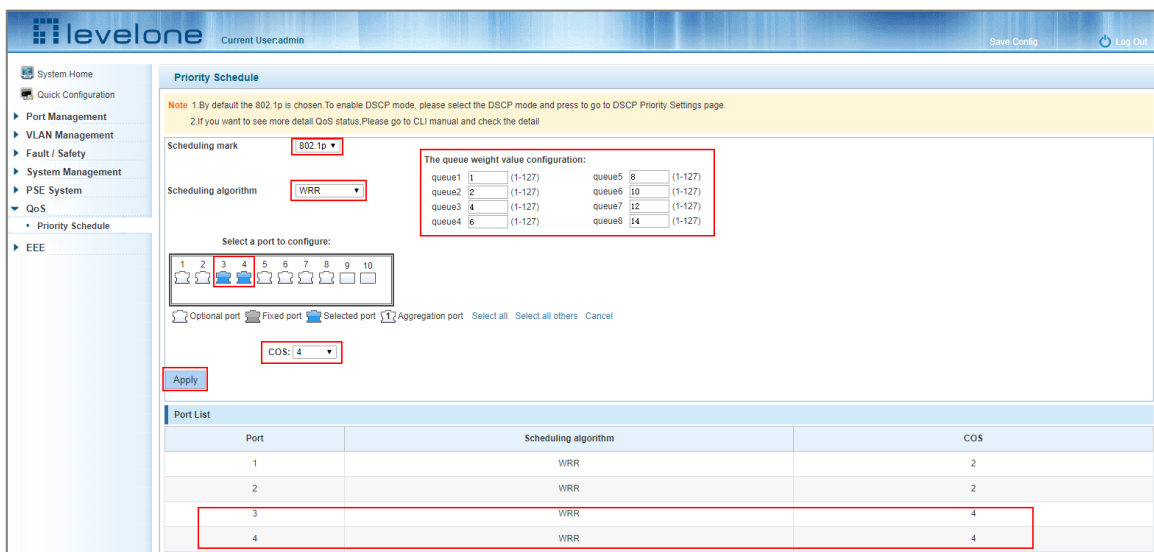 levelone Current User:admin Save Config Log Out
System Home
Quick Configuration
Port Management
VLAN Management
Fault / Safety
System Management
PSE System
QoS
• Priority Schedule
EEE
Priority Schedule
Note 1.By default the 802.1p is chosen.To enable DSCP mode, please select the DSCP mode and press to go to DSCP Priority Settings page.
2.If you want to see more detail QoS status,Please go to CLI manual and check the detail
Scheduling mark 802.1p
Scheduling algorithm WRR
The queue weight value configuration:
queue1 1 (1-127) queue5 8 (1-127)
queue2 2 (1-127) queue6 10 (1-127)
queue3 4 (1-127) queue7 12 (1-127)
queue4 6 (1-127) queue8 14 (1-127)
Select a port to configure:
1 2 3 4 5 6 7 8 9 10
Optional port Fixed port Selected port 1 Aggregation port Select all Select all others Cancel
COS: 4
Apply
Port List
Port Scheduling algorithm COS
1 WRR 2
2 WRR 2
3 WRR 4
4 WRR 4